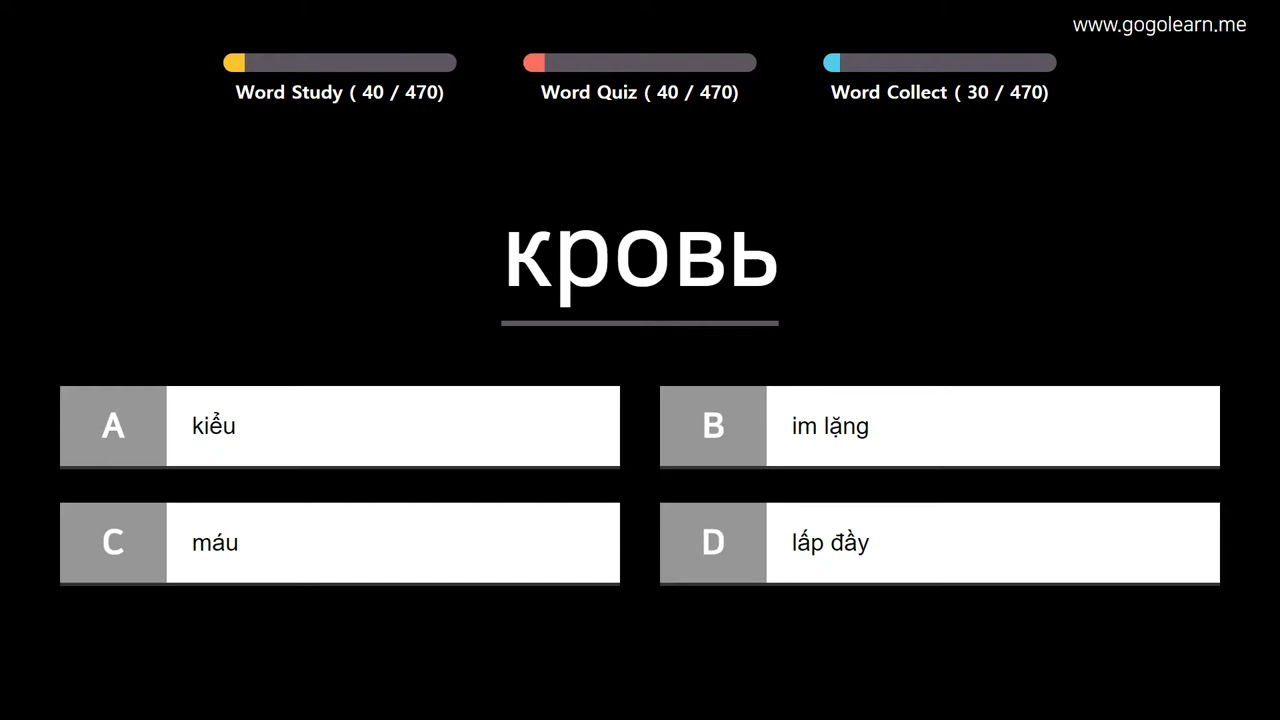 www.gogolearn.me
Word Study ( 40 / 470)
Word Quiz ( 40 / 470)
Word Collect ( 30 / 470)
кровь
A kiểu
B im lặng
C máu
D lấp đầy